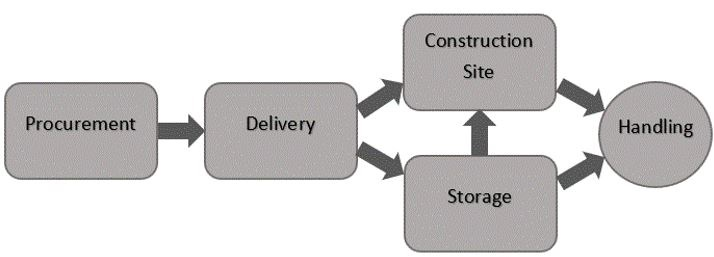 Procurement
Delivery
Construction
Site
Storage
Handling